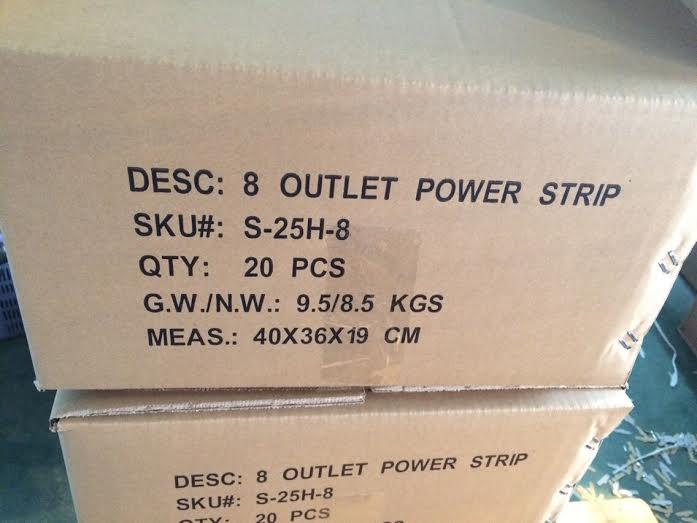 DESC: 8 OUTLET POWER STRIP
SKU#: S-25H-8
QTY: 20 PCS
G.W./N.W.: 9.5/8.5 KGS
MEAS.: 40X36X19 CM
DESC: 8 OUTLET POWER STRIP
SKU#: S-25H-8
QTY: 20 PCS